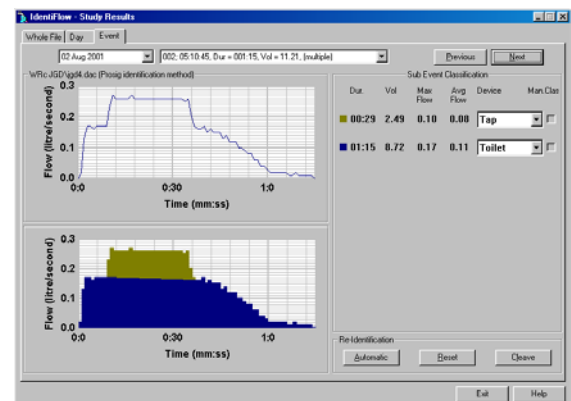 IdentiFlow - Study Results
Whole File Day Event
02 Aug 2001 002; 05:10:45, Dur = 001:15, Vol = 11.21, (multiple)
Previous Next
WRc JGD\jgd4.dac (Piosig identification method)
Sub Event Classification
Flow (litre/second)
0.3
0.2
0.1
0.0
0:0 0:30 1:0
Time (mm:ss)
Dur. Vol Max Flow Avg Flow Device Man.Clas
00:29 2.49 0.10 0.08 Tap
01:15 8.72 0.17 0.11 Toilet
Flow (litre/second)
0.3
0.2
0.1
0.0
0:0 0:30 1:0
Time (mm:ss)
Re-Identification
Automatic Reset Cleave
Exit Help